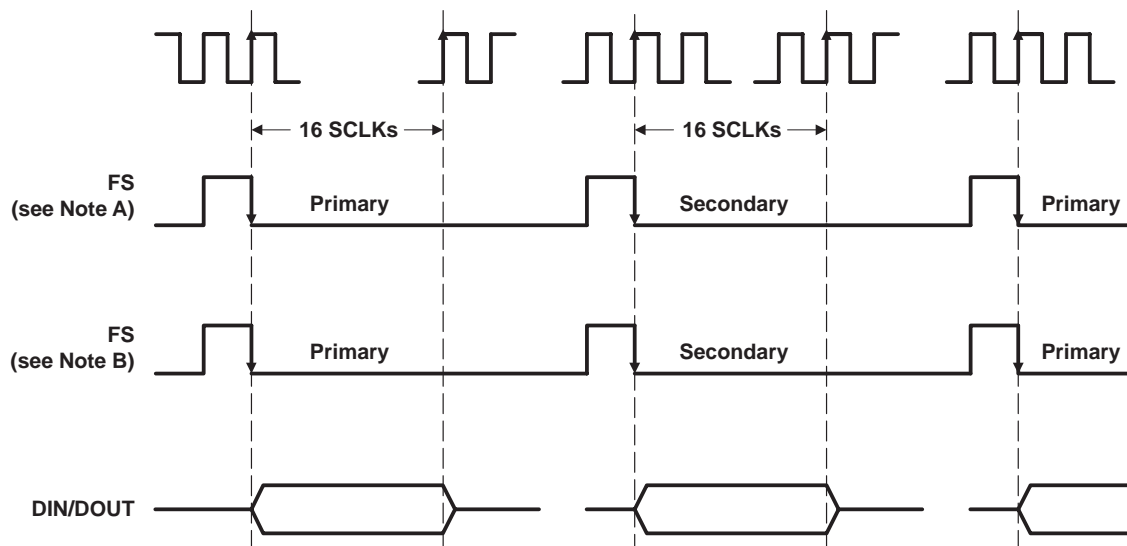 16 SCLKs
16 SCLKs
FS
(see Note A)
Primary
Secondary
Primary
FS
(see Note B)
Primary
Secondary
Primary
DIN/DOUT